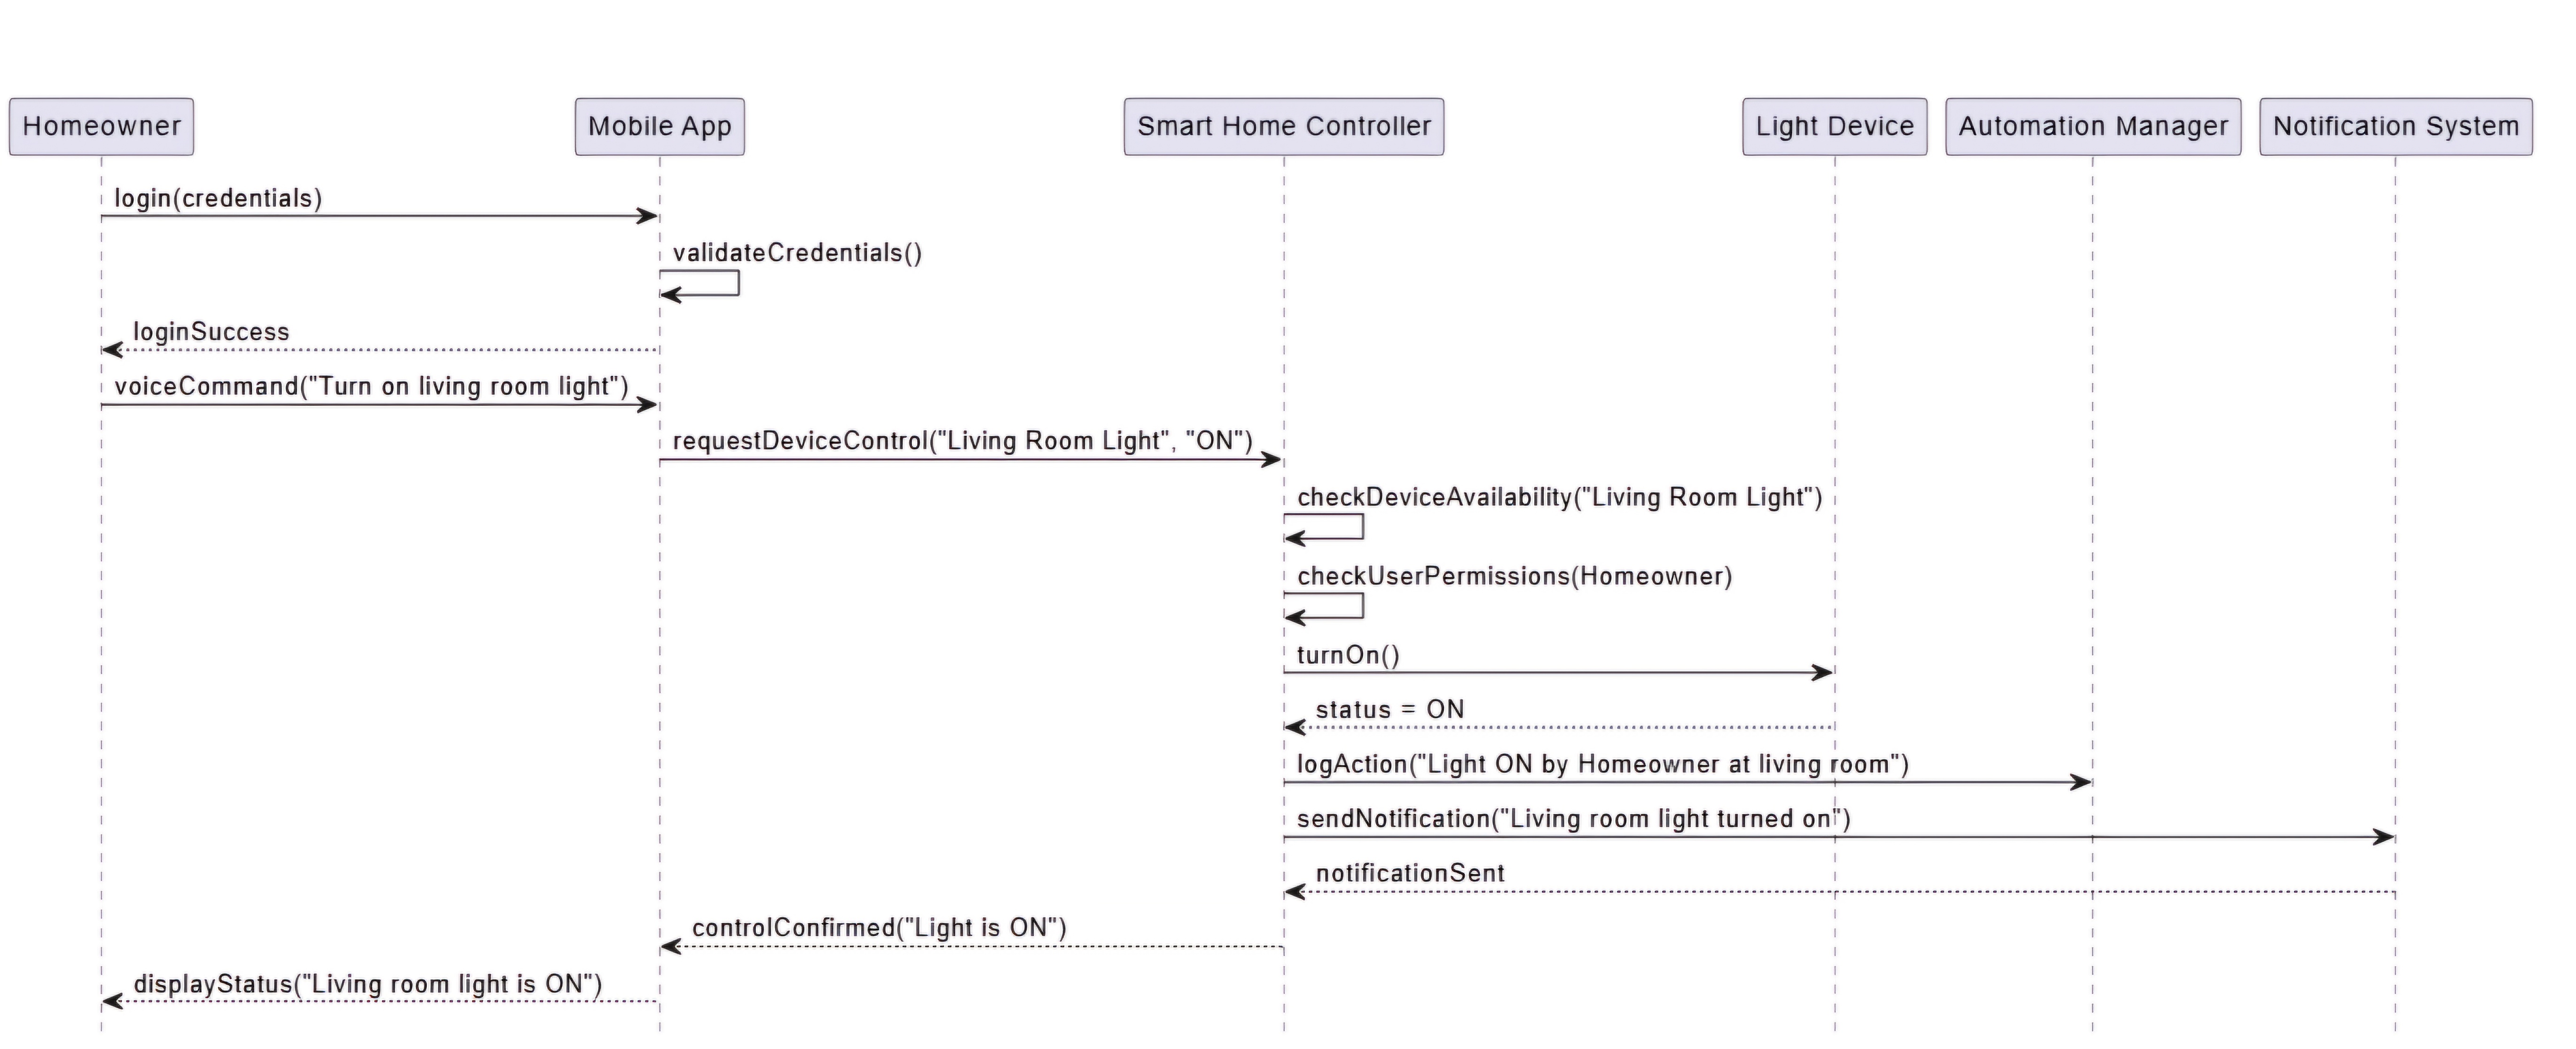 Homeowner
Mobile App
Smart Home Controller
Light Device
Automation Manager
Notification System
login(credentials)
validateCredentials()
loginSuccess
voiceCommand("Turn on living room light")
requestDeviceControl("Living Room Light", "ON")
checkDeviceAvailability("Living Room Light")
checkUserPermissions(Homeowner)
turnOn()
status = ON
logAction("Light ON by Homeowner at living room")
sendNotification("Living room light turned on")
notificationSent
controlConfirmed("Light is ON")
displayStatus("Living room light is ON")